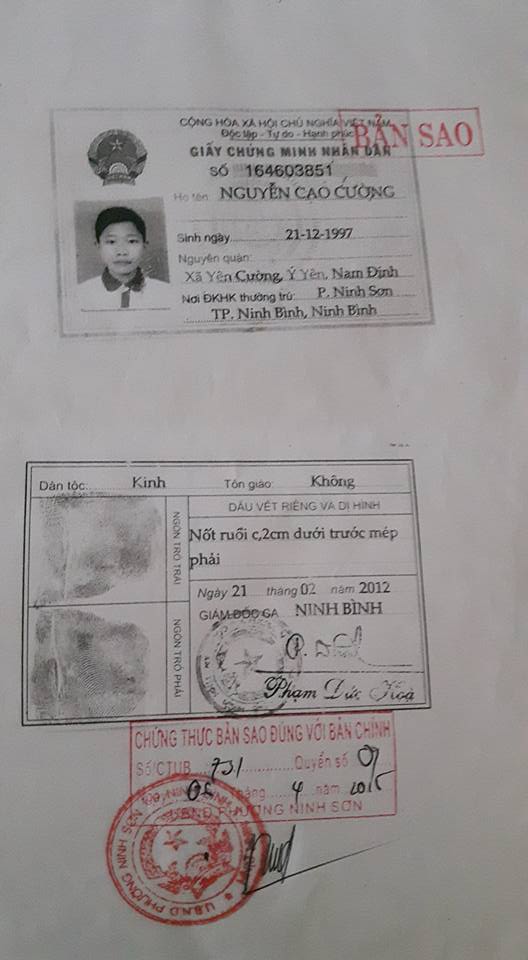 CỘNG HÒA XÃ HỘI CHỦ NGHĨA VIỆT NAM
Độc lập - Tự do - Hạnh phúc
BẢN SAO
GIẤY CHỨNG MINH NHÂN DÂN
SỐ 164603851
Họ tên NGUYỄN CAO CƯỜNG
Sinh ngày 21-12-1997
Nguyên quán:
Xã Yên Cường, Ý Yên, Nam Định
Nơi ĐKHK thường trú: P. Ninh Sơn
TP. Ninh Bình, Ninh Bình
Dân tộc: Kinh Tôn giáo: Không
DẤU VẾT RIÊNG VÀ DỊ HÌNH
NGÓN TRỎ TRÁI
Nốt ruồi c,2cm dưới trước mép
phải
Ngày 21 tháng 02 năm 2012
GIÁM ĐỐC CA NINH BÌNH
NGÓN TRỎ PHẢI
Phạm Đức Hòa
CHỨNG THỰC BẢN SAO ĐÚNG VỚI BẢN CHÍNH
Số CTUB 731 Quyển số
tháng 4 năm 2015
UBND PHƯỜNG NINH SƠN
UBND PHƯỜNG NINH SƠN